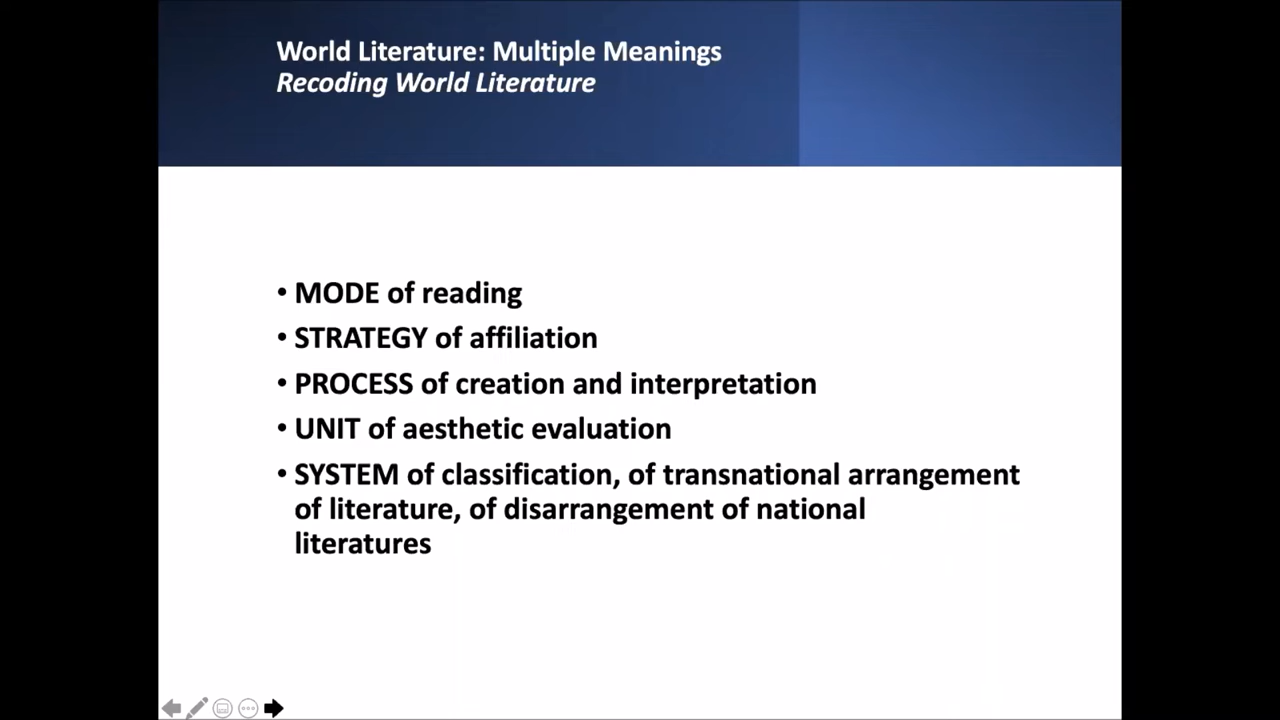 World Literature: Multiple Meanings
Recoding World Literature
• MODE of reading
• STRATEGY of affiliation
• PROCESS of creation and interpretation
• UNIT of aesthetic evaluation
• SYSTEM of classification, of transnational arrangement
of literature, of disarrangement of national
literatures